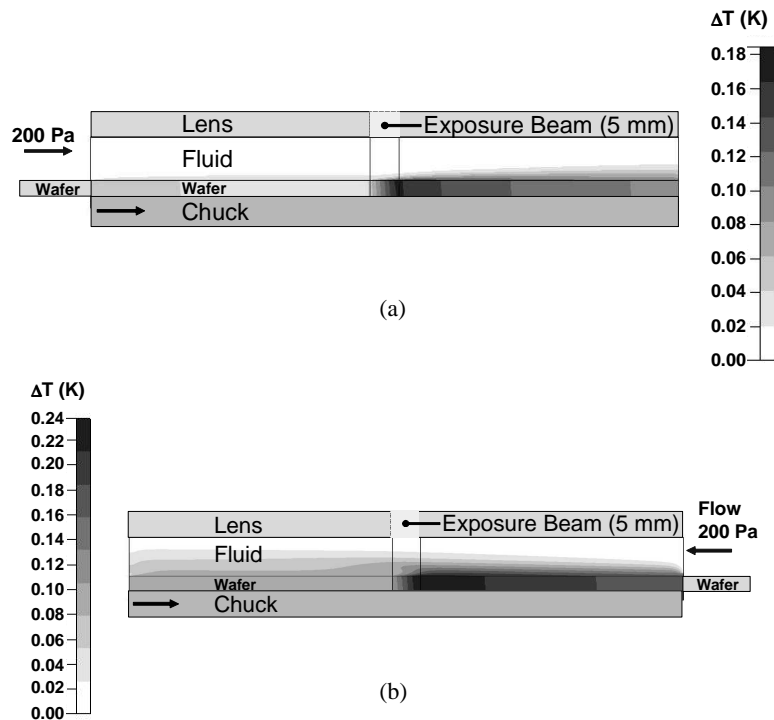 ΔT (K)
0.18
0.16
0.14
0.12
0.10
0.08
0.06
0.04
0.02
0.00
Lens
Exposure Beam (5 mm)
200 Pa
Fluid
Wafer
Wafer
Chuck
(a)
ΔT (K)
0.24
0.22
0.20
0.18
0.16
0.14
0.12
0.10
0.08
0.06
0.04
0.02
0.00
Lens
Exposure Beam (5 mm)
Flow
200 Pa
Fluid
Wafer
Wafer
Chuck
(b)